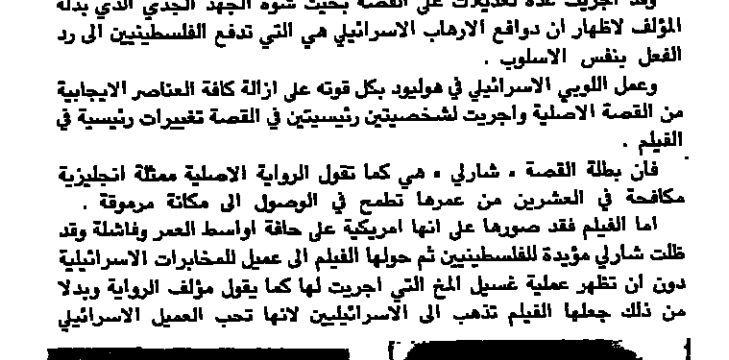 وقد اجريت عدة تعديلات على القصة بحيث شوه الجهد الجدي الذي بذله
المؤلف لاظهار ان دوافع الارهاب الاسرائيلي هي التي تدفع الفلسطينيين الى رد
الفعل بنفس الاسلوب .
وعمل اللوبي الاسرائيلي في هوليود بكل قوته على ازالة كافة العناصر الايجابية
من القصة الاصلية واجريت لشخصيتين رئيسيتين في القصة تغييرات رئيسية في
الفيلم .
فان بطلة القصة « شارلي » هي كما تقول الرواية الاصلية ممثلة انجليزية
مكافحة في العشرين من عمرها تطمح في الوصول الى مكانة مرموقة .
اما الفيلم فقد صورها على انها امريكية على حافة اواسط العمر وفاشلة وقد
ظلت شارلي مؤيدة للفلسطينيين ثم حولها الفيلم الى عميل للمخابرات الاسرائيلية
دون ان تظهر عملية غسيل المخ التي اجريت لها كما يقول مؤلف الرواية وبدلا
من ذلك جعلها الفيلم تذهب الى الاسرائيليين لانها تحب العميل الاسرائيلي